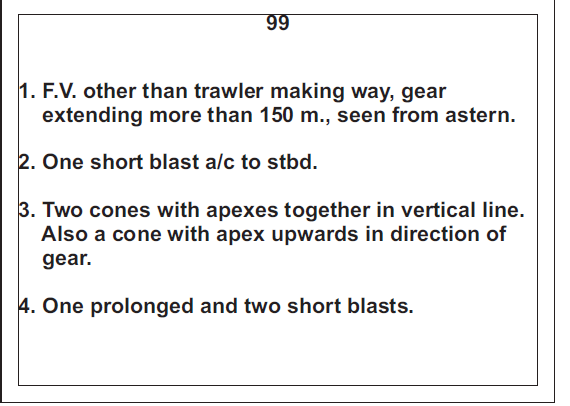 99
1. F.V. other than trawler making way, gear
extending more than 150 m., seen from astern.
2. One short blast a/c to stbd.
3. Two cones with apexes together in vertical line.
Also a cone with apex upwards in direction of
gear.
4. One prolonged and two short blasts.